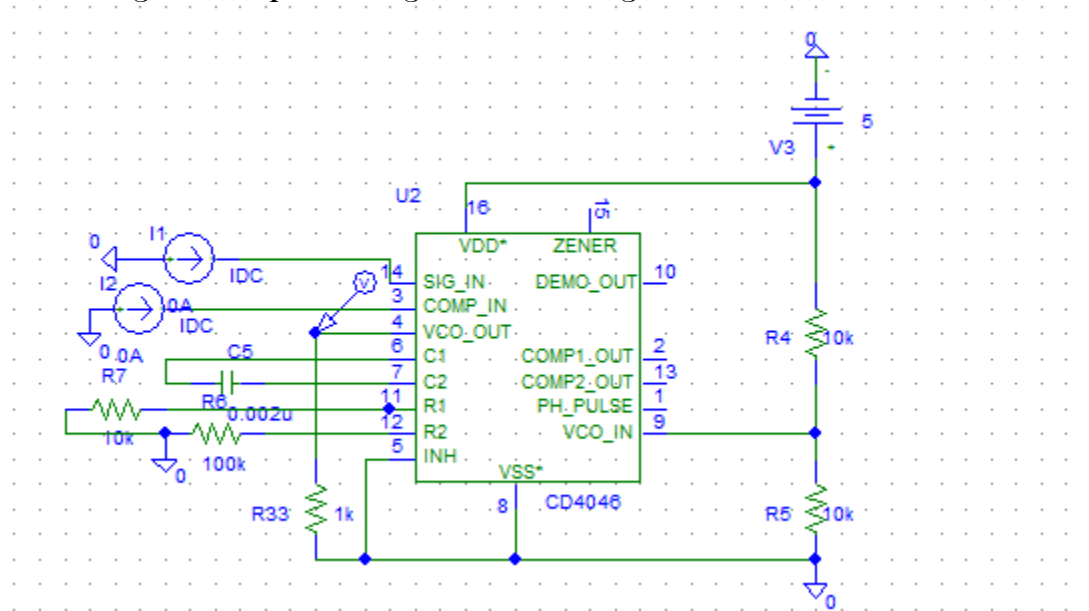 0
-
5
V3
+
U2
16
15
VDD*
ZENER
0
I1
IDC
14
SIG_IN
DEMO_OUT
10
I2
0A
IDC
V
3
COMP_IN
4
VCO_OUT
R4
10k
0
0A
C5
6
C1
COMP1_OUT
2
R7
7
C2
COMP2_OUT
13
R6
0.002u
11
R1
PH_PULSE
1
10k
12
R2
VCO_IN
9
100k
0
5
INH
VSS*
8
CD4046
R33
1k
R5
10k
0